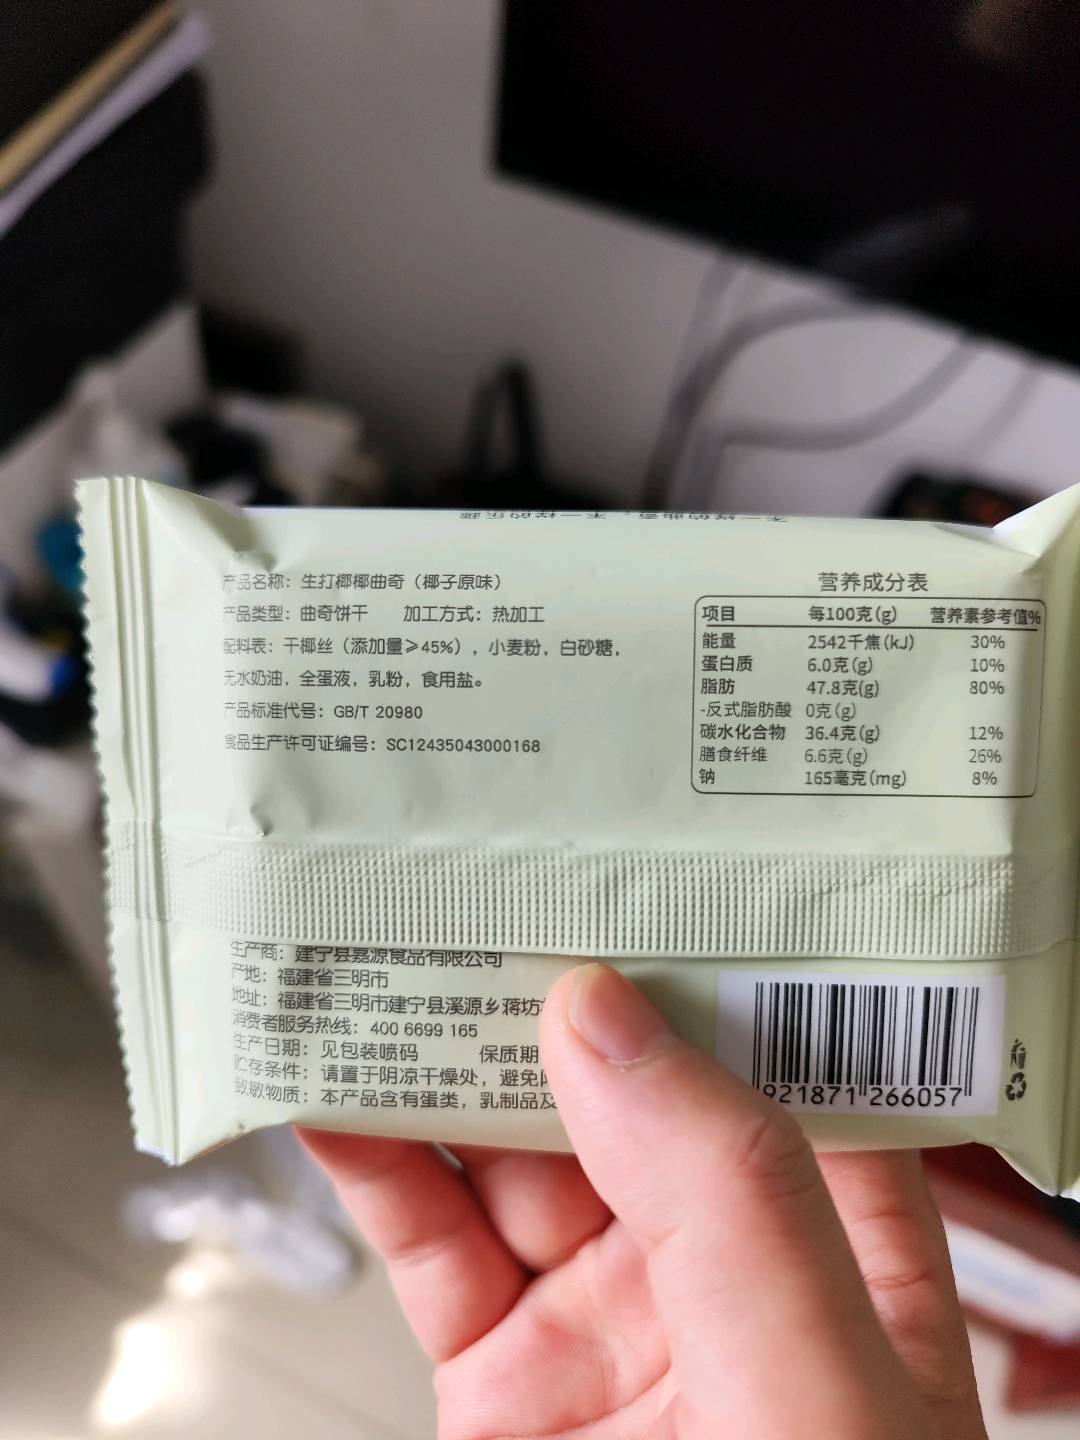 产品名称：生打椰椰曲奇（椰子原味）
产品类型：曲奇饼干 加工方式：热加工
配料表：干椰丝（添加量≥45%），小麦粉，白砂糖，
无水奶油，全蛋液，乳粉，食用盐。
产品标准代号：GB/T 20980
食品生产许可证编号：SC12435043000168
营养成分表
项目 每100克(g) 营养素参考值%
能量 2542千焦(kJ) 30%
蛋白质 6.0克(g) 10%
脂肪 47.8克(g) 80%
-反式脂肪酸 0克(g)
碳水化合物 36.4克(g) 12%
膳食纤维 6.6克(g) 26%
钠 165毫克(mg) 8%
生产商：建宁县嘉源食品有限公司
产地：福建省三明市
地址：福建省三明市建宁县溪源乡蒋坊
消费者服务热线：400 6699 165
生产日期：见包装喷码 保质期
贮存条件：请置于阴凉干燥处，避免
致敏物质：本产品含有蛋类，乳制品及
921871 266057